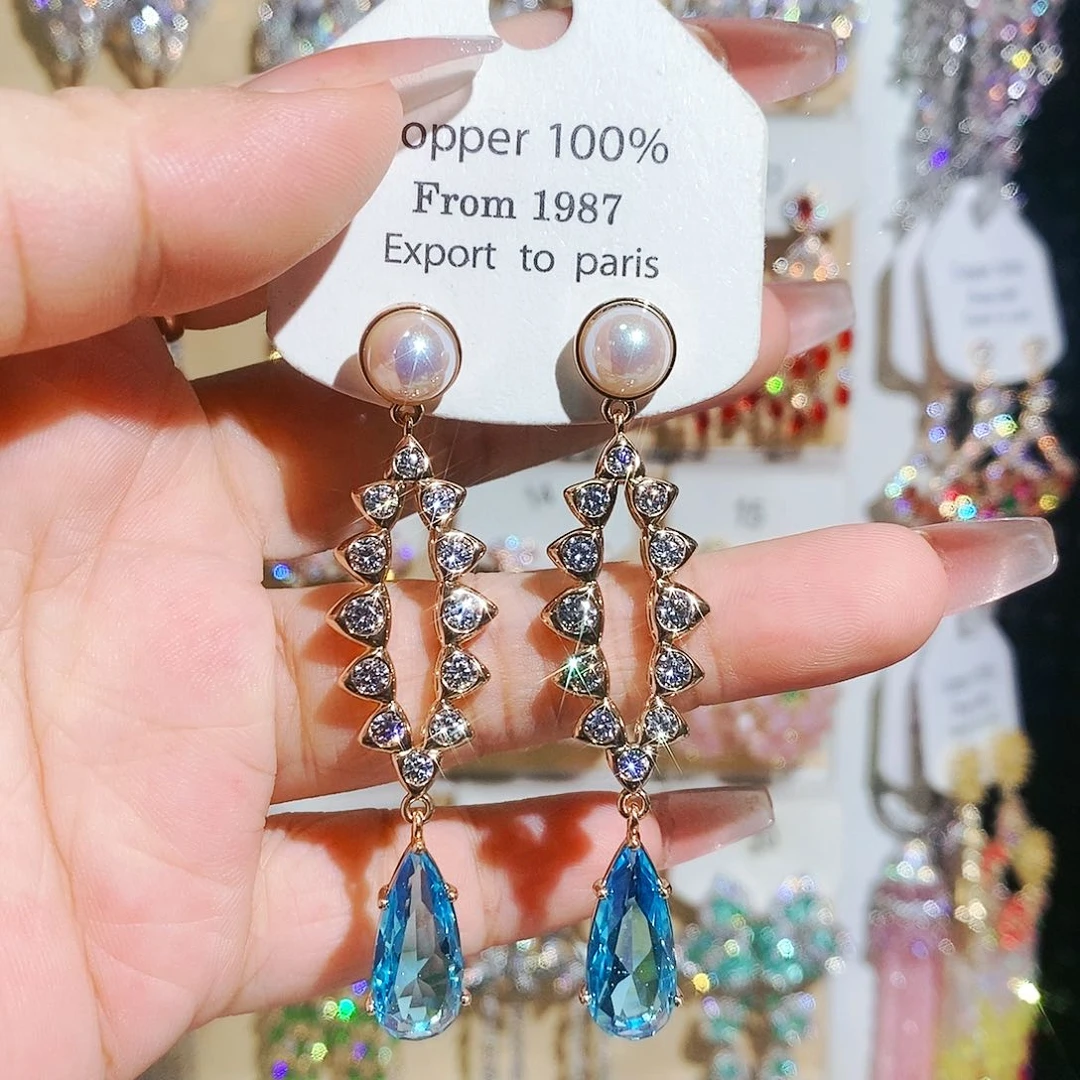 opper 100%
From 1987
Export to paris